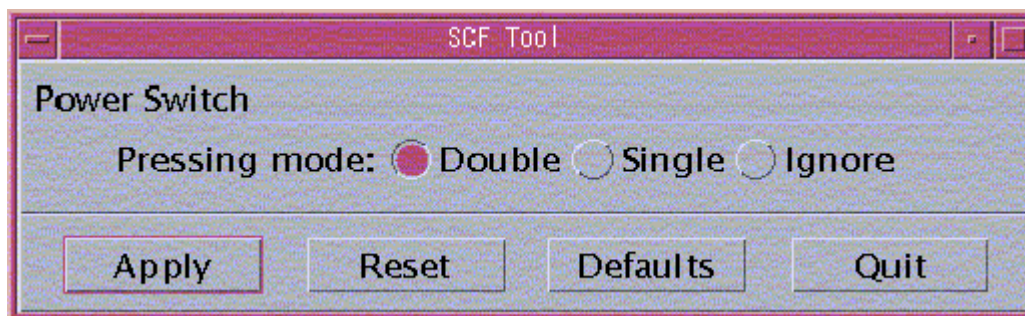 SCF Tool
Power Switch
Pressing mode: Double Single Ignore
Apply Reset Defaults Quit